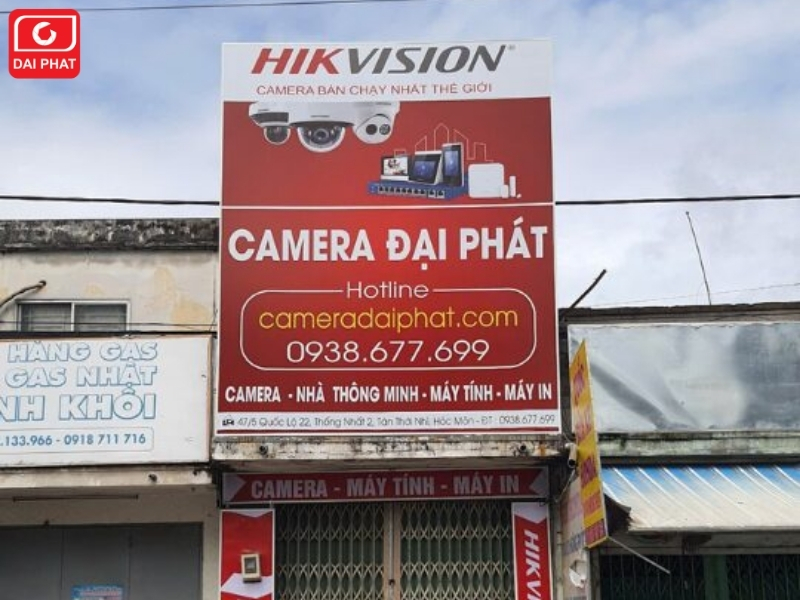 DAI PHAT
HIKVISION®
CAMERA BÁN CHẠY NHẤT THẾ GIỚI
CAMERA ĐẠI PHÁT
Hotline
cameradaiphat.com
0938.677.699
CAMERA - NHÀ THÔNG MINH - MÁY TÍNH - MÁY IN
47/5 Quốc Lộ 22, Thống Nhất 2, Tân Thới Nhì, Hóc Môn - ĐT : 0938.677.699
HÀNG GAS
GAS NHẬT
NH KHÔI
.133.966 - 0918 711 716
CAMERA - MÁY TÍNH - MÁY IN
HIKV